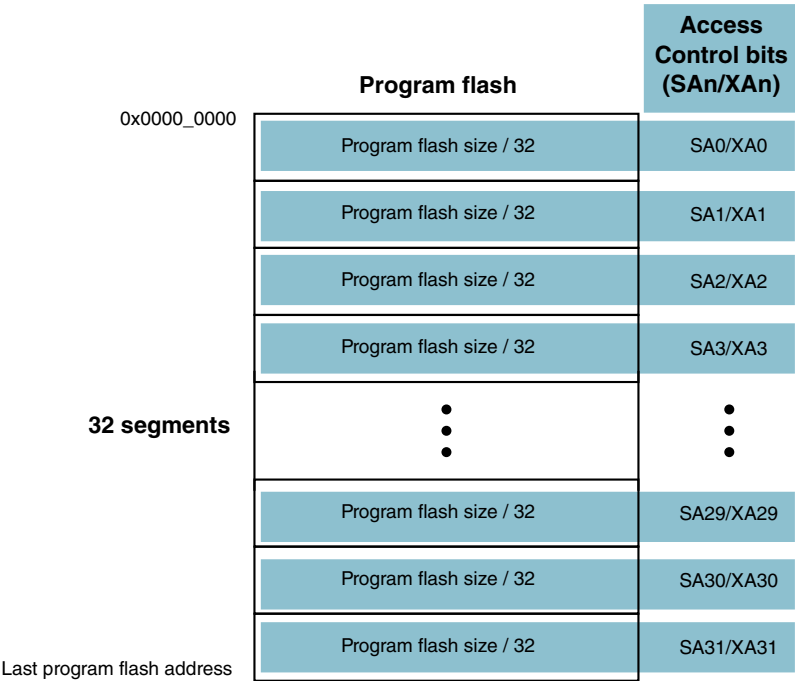 Access
Control bits
(SAn/XAn)
Program flash
0x0000_0000
Program flash size / 32 SA0/XA0
Program flash size / 32 SA1/XA1
Program flash size / 32 SA2/XA2
Program flash size / 32 SA3/XA3
32 segments
Program flash size / 32 SA29/XA29
Program flash size / 32 SA30/XA30
Program flash size / 32 SA31/XA31
Last program flash address